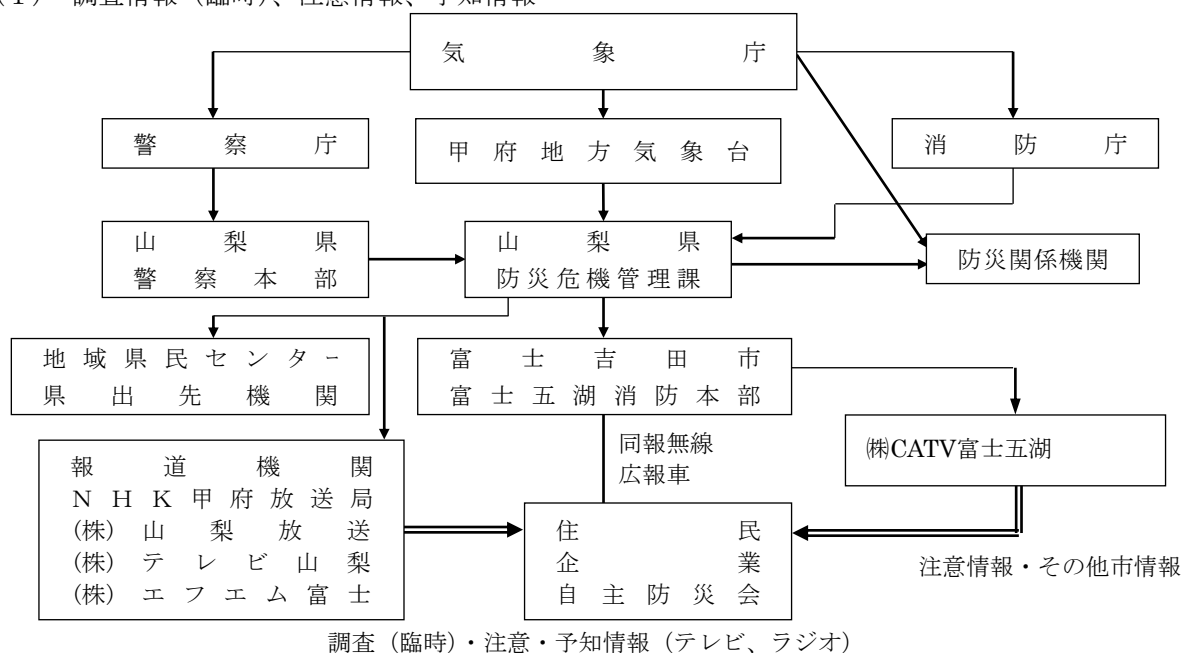 (1) 調査情報(臨時)、注意情報、予知情報
気象庁
警察庁
甲府地方気象台
消防庁
山梨県
警察本部
山梨県
防災危機管理課
防災関係機関
地域県民センター
県出先機関
富士吉田市
富士五湖消防本部
同報無線
広報車
㈱CATV富士五湖
報道機関
NHK甲府放送局
(株)山梨放送
(株)テレビ山梨
(株)エフエム富士
住民
企業
自主防災会
注意情報・その他市情報
調査(臨時)・注意・予知情報(テレビ、ラジオ)